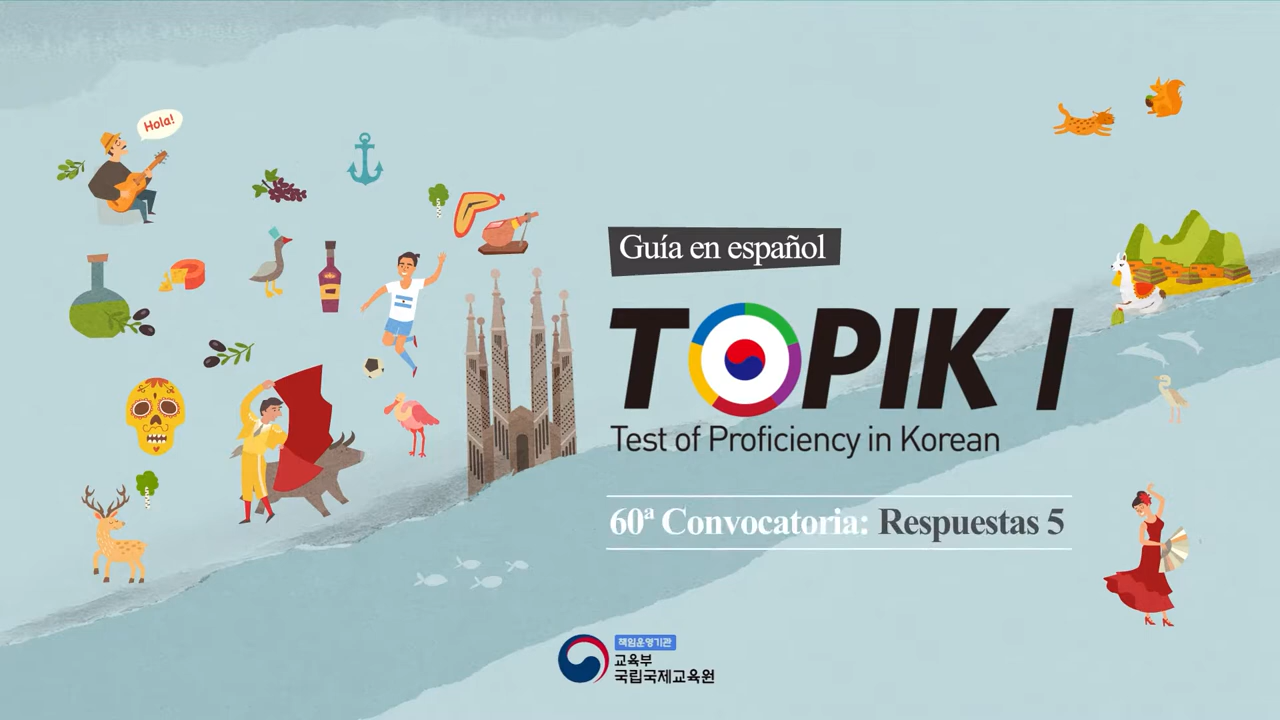 Hola!
Guía en español
TOPIK I
Test of Proficiency in Korean
60ª Convocatoria: Respuestas 5
책임운영기관
교육부
국립국제교육원